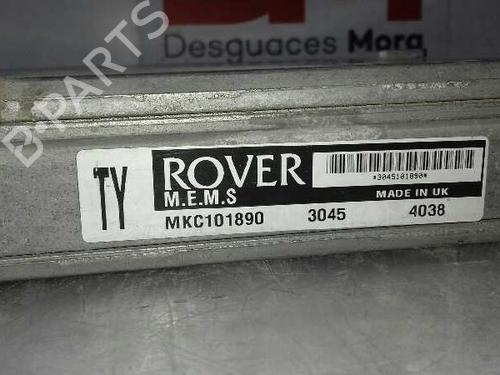 Desguaces Mora
B-PARTS
TY
ROVER
M.E.M.S
*3045101890*
MADE IN UK
MKC101890 3045 4038